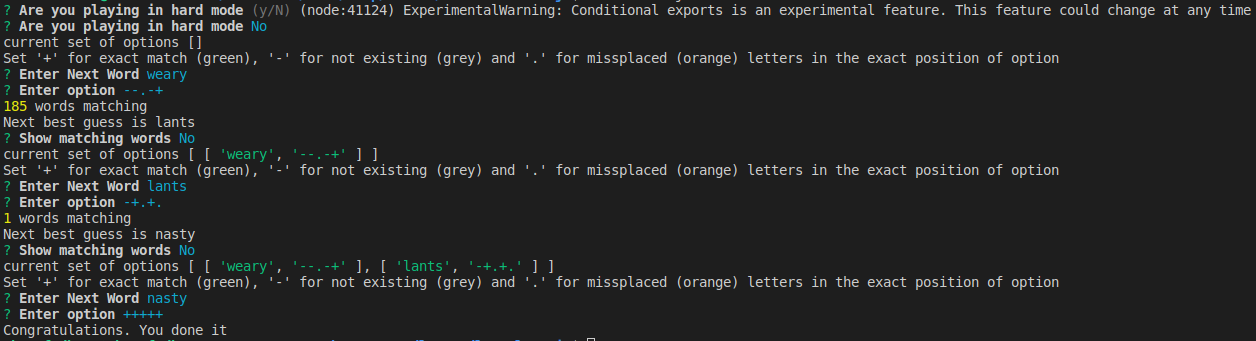 ? Are you playing in hard mode (y/N) (node:41124) ExperimentalWarning: Conditional exports is an experimental feature. This feature could change at any time
? Are you playing in hard mode No
current set of options []
Set '+' for exact match (green), '-' for not existing (grey) and '.' for missplaced (orange) letters in the exact position of option
? Enter Next Word weary
? Enter option --.-+
185 words matching
Next best guess is lants
? Show matching words No
current set of options [ [ 'weary', '--.-+' ] ]
Set '+' for exact match (green), '-' for not existing (grey) and '.' for missplaced (orange) letters in the exact position of option
? Enter Next Word lants
? Enter option -+.+.
1 words matching
Next best guess is nasty
? Show matching words No
current set of options [ [ 'weary', '--.-+' ], [ 'lants', '-+.+.' ] ]
Set '+' for exact match (green), '-' for not existing (grey) and '.' for missplaced (orange) letters in the exact position of option
? Enter Next Word nasty
? Enter option +++++
Congratulations. You done it